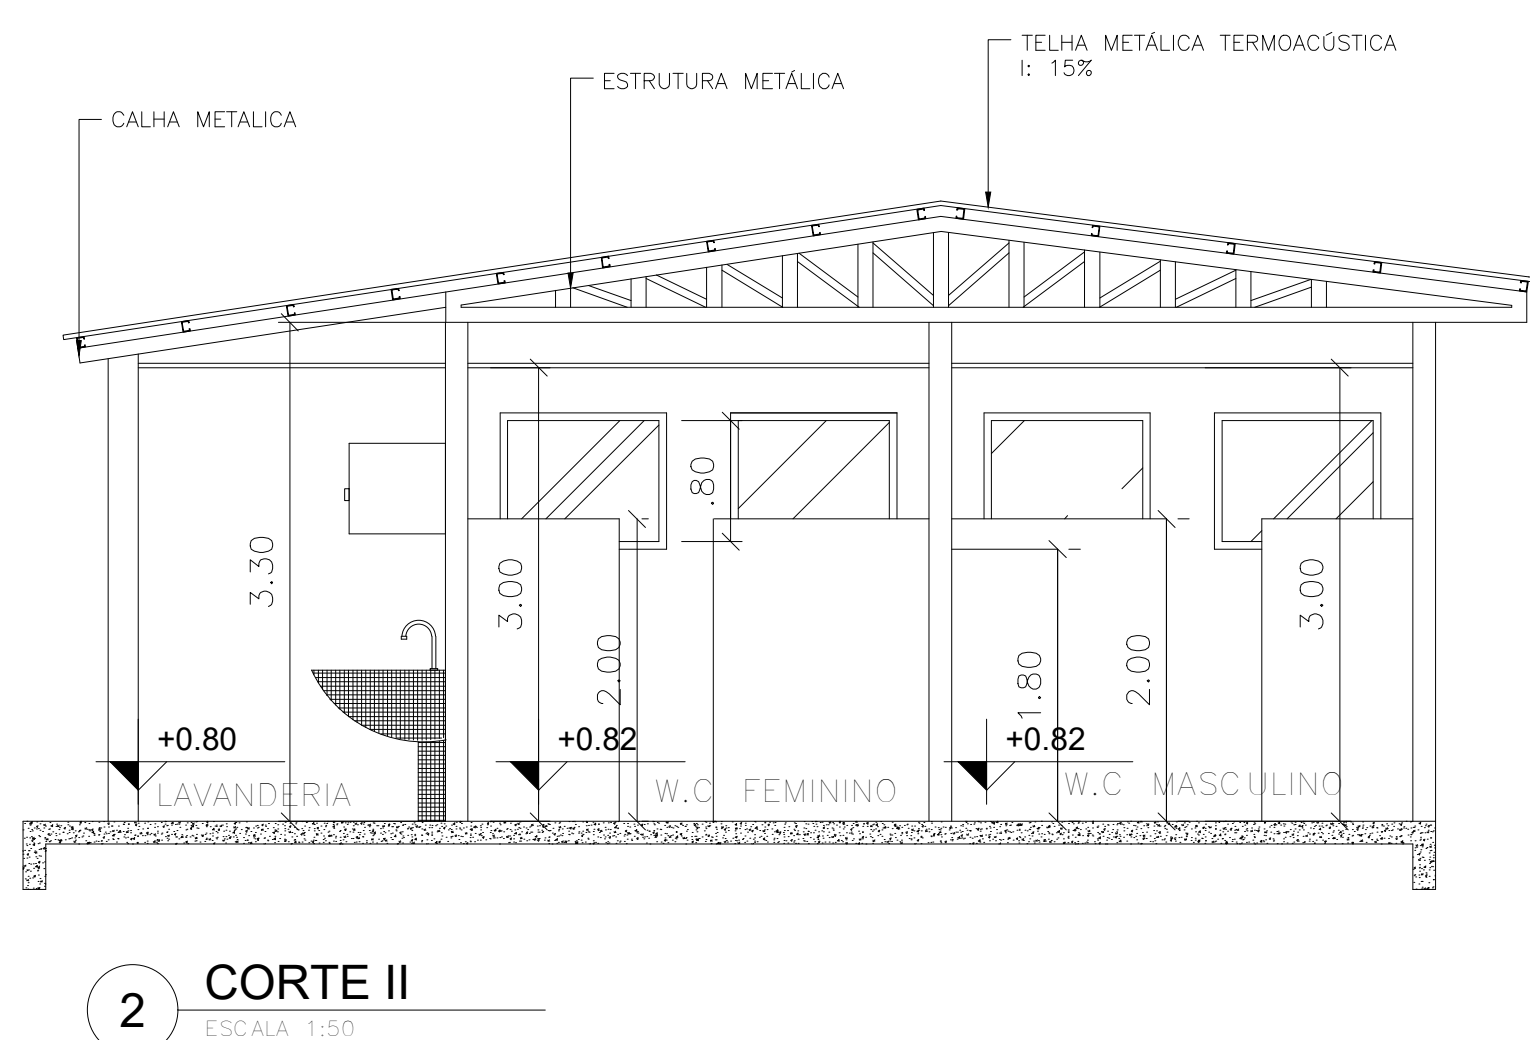 TELHA METÁLICA TERMOACÚSTICA
I: 15%
ESTRUTURA METÁLICA
CALHA METALICA
.80
3.30
3.00
3.00
2.00
2.00
1.80
+0.80
+0.82
+0.82
LAVANDERIA
W.C FEMININO
W.C MASCULINO
2
CORTE II
ESCALA 1:50